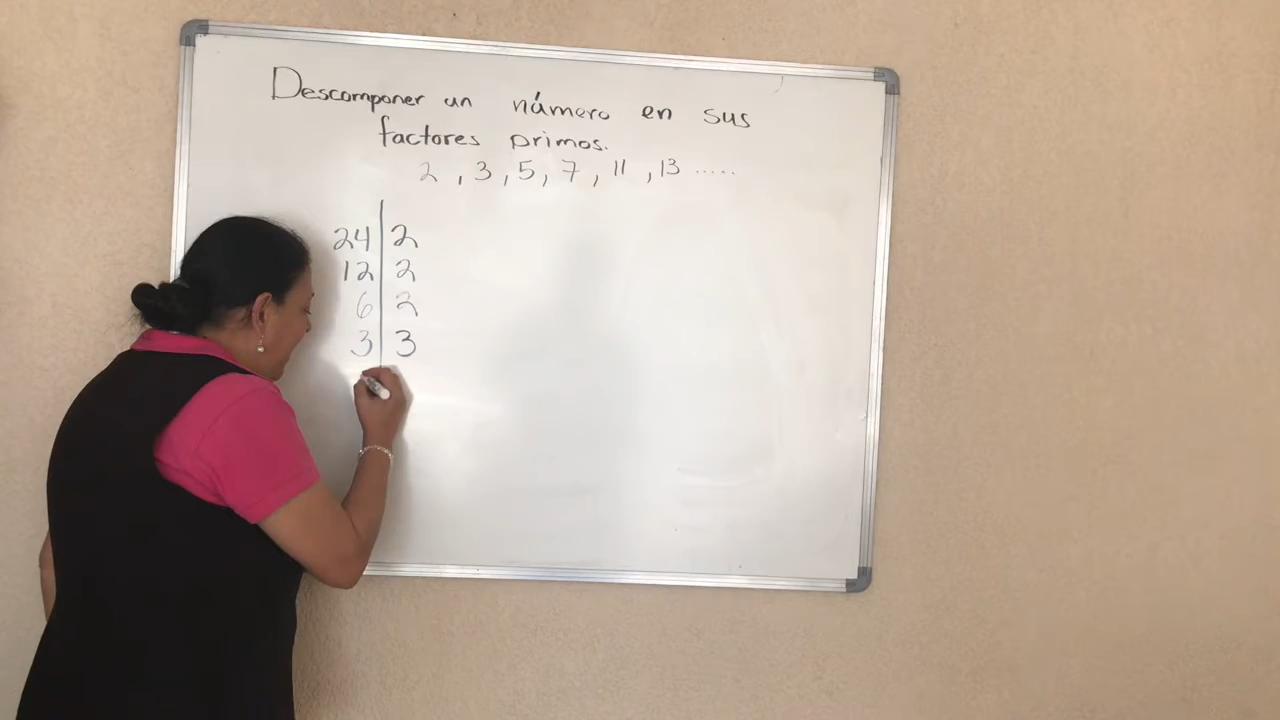 Descomponer un número en sus
factores primos.
2, 3, 5, 7, 11, 13 .....
24 | 2
12 | 2
6 | 2
3 | 3